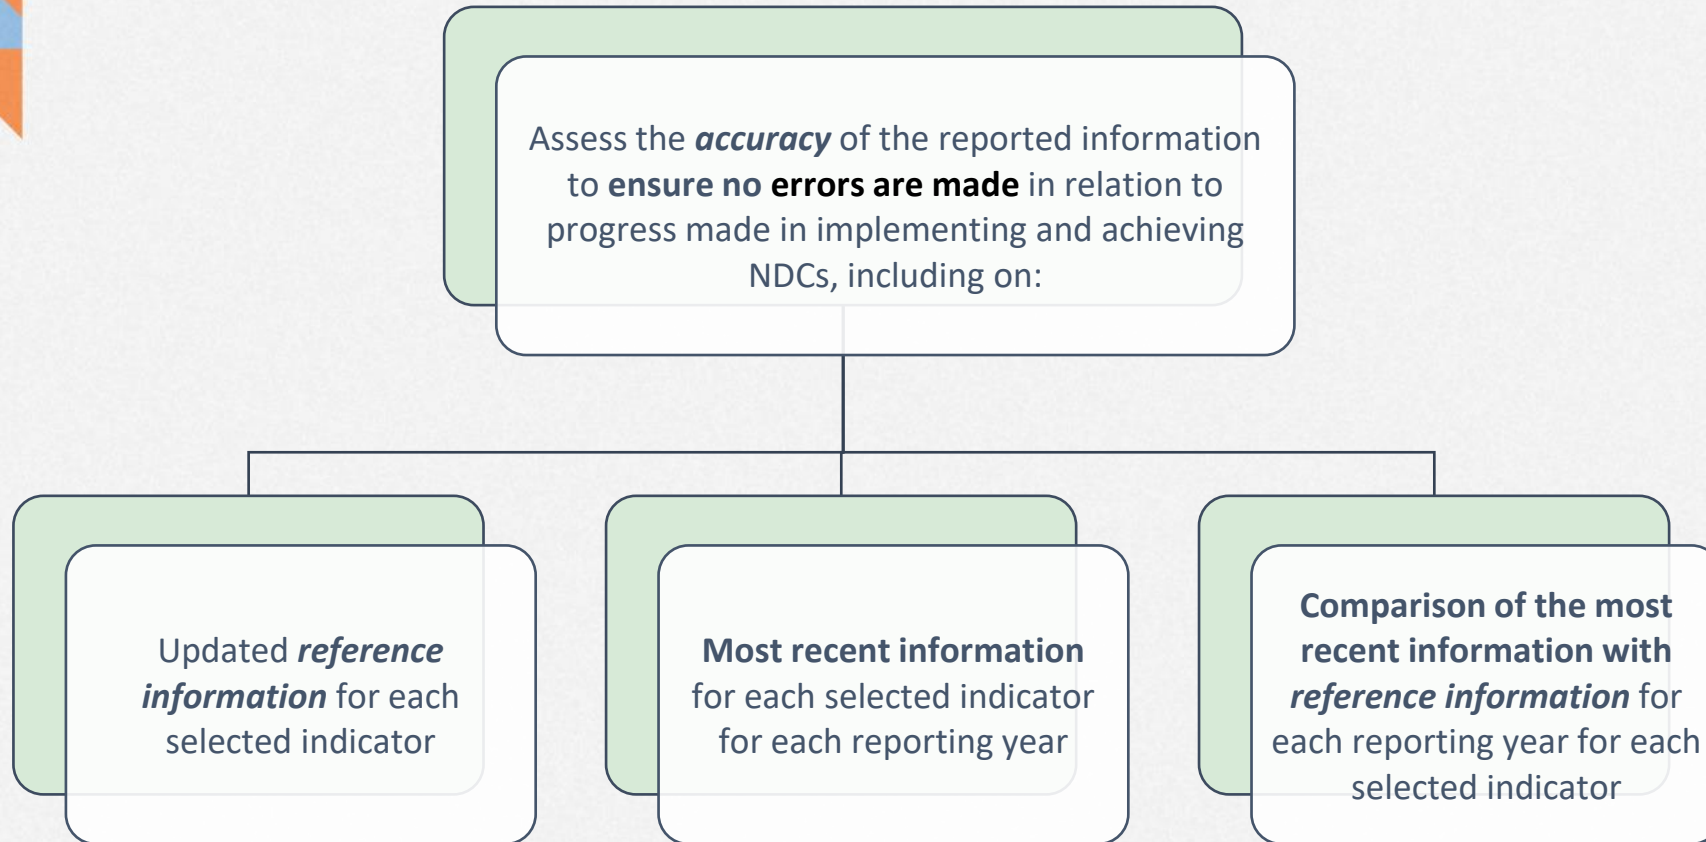 Assess the accuracy of the reported information
to ensure no errors are made in relation to
progress made in implementing and achieving
NDCs, including on:
Updated reference
information for each
selected indicator
Most recent information
for each selected indicator
for each reporting year
Comparison of the most
recent information with
reference information for
each reporting year for each
selected indicator